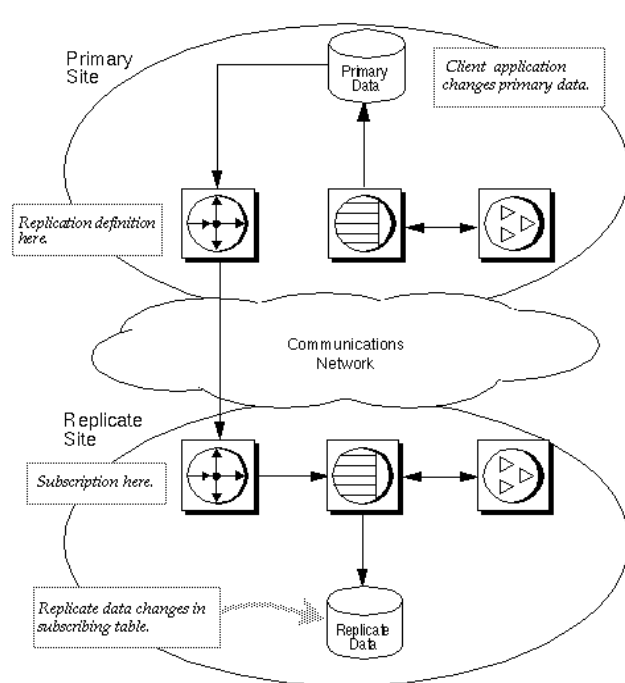 Primary
Site
Primary
Data
Client application
changes primary data.
Replication definition
here.
Communications
Network
Replicate
Site
Subscription here.
Replicate data changes in
subscribing table.
Replicate
Data